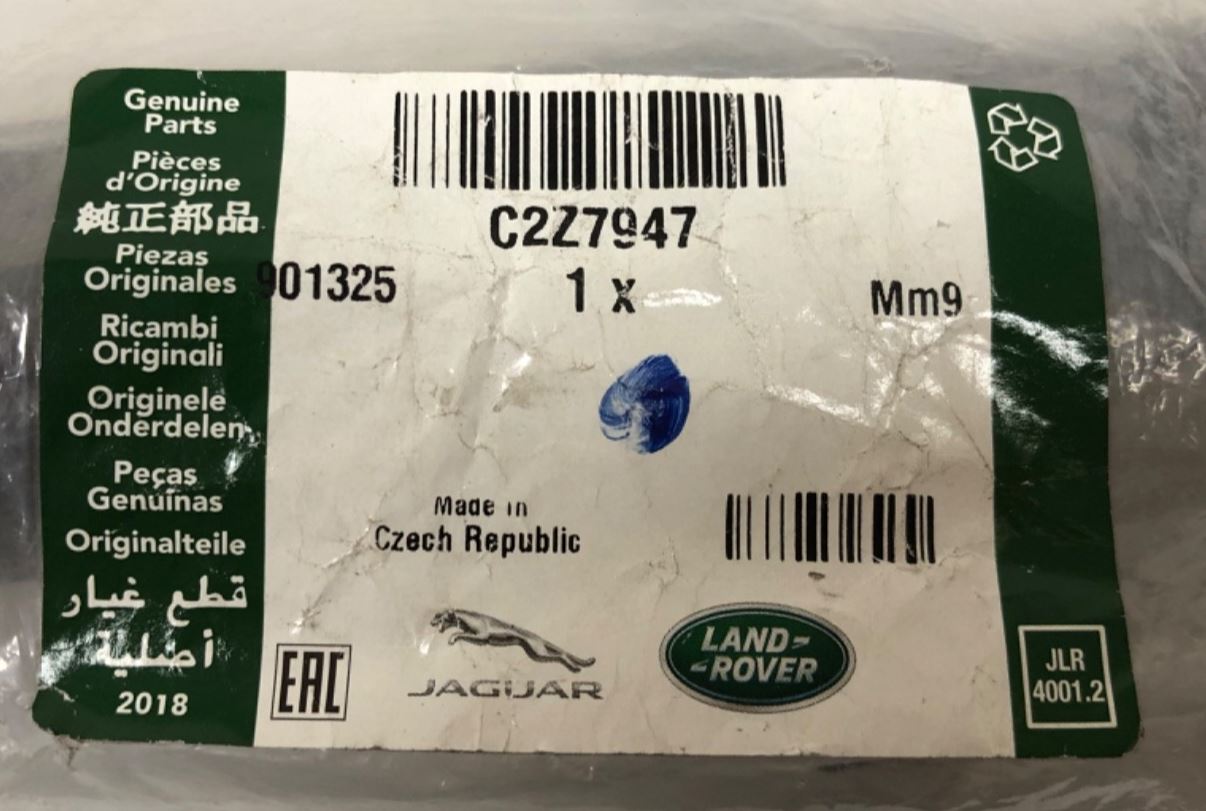 Genuine
Parts
Pièces
d'Origine
純正部品
Piezas
Originales
Ricambi
Originali
Originele
Onderdelen
Peças
Genuínas
Originalteile
قطع غيار
أصلية
2018
C2Z7947
901325
1 x
Mm9
Made in
Czech Republic
EAC
JAGUAR
LAND-
-ROVER
JLR
4001.2